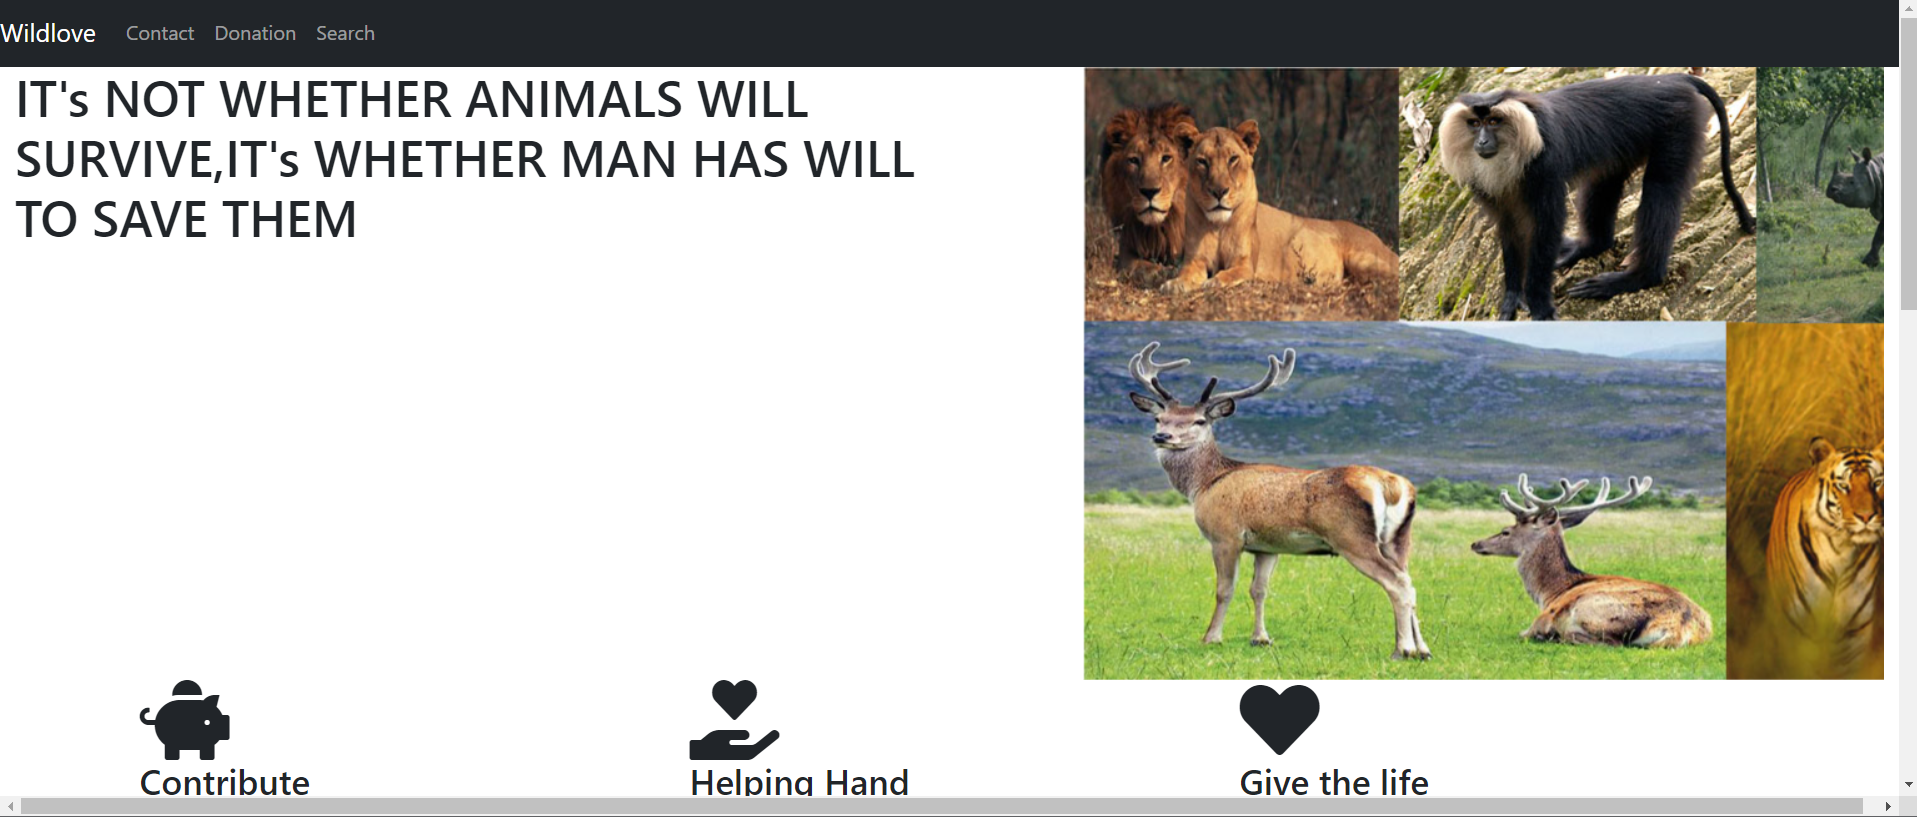 Wildlove Contact Donation Search
IT's NOT WHETHER ANIMALS WILL
SURVIVE,IT's WHETHER MAN HAS WILL
TO SAVE THEM
Contribute
Helping Hand
Give the life